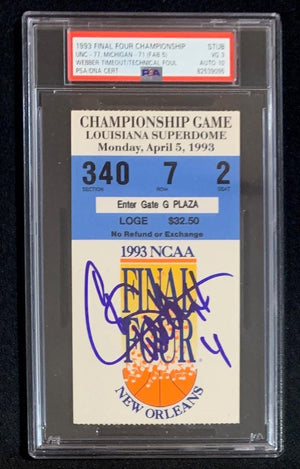 1993 FINAL FOUR CHAMPIONSHIP STUB
UNC - 77, MICHIGAN - 71 (FAB 5) VG 3
WEBBER TIMEOUT/TECHNICAL FOUL AUTO 10
PSA/DNA CERT PSA 82539095
CHAMPIONSHIP GAME
LOUISIANA SUPERDOME
Monday, April 5, 1993
340 7 2
SECTION ROW SEAT
Enter Gate G PLAZA
LOGE $32.50
No Refund or Exchange
1993 NCAA
FINAL
FOUR
4
NEW ORLEANS